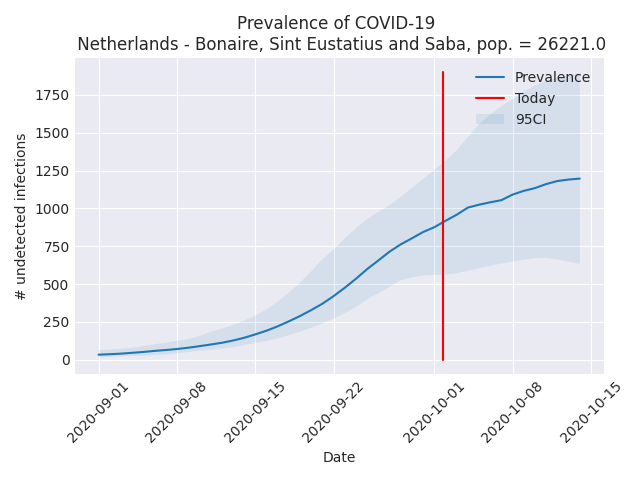 Prevalence of COVID-19
Netherlands - Bonaire, Sint Eustatius and Saba, pop. = 26221.0
Prevalence
Today
95CI
1750
1500
1250
1000
750
500
250
0
# undetected infections
2020-09-01
2020-09-08
2020-09-15
2020-09-22
2020-10-01
2020-10-08
2020-10-15
Date